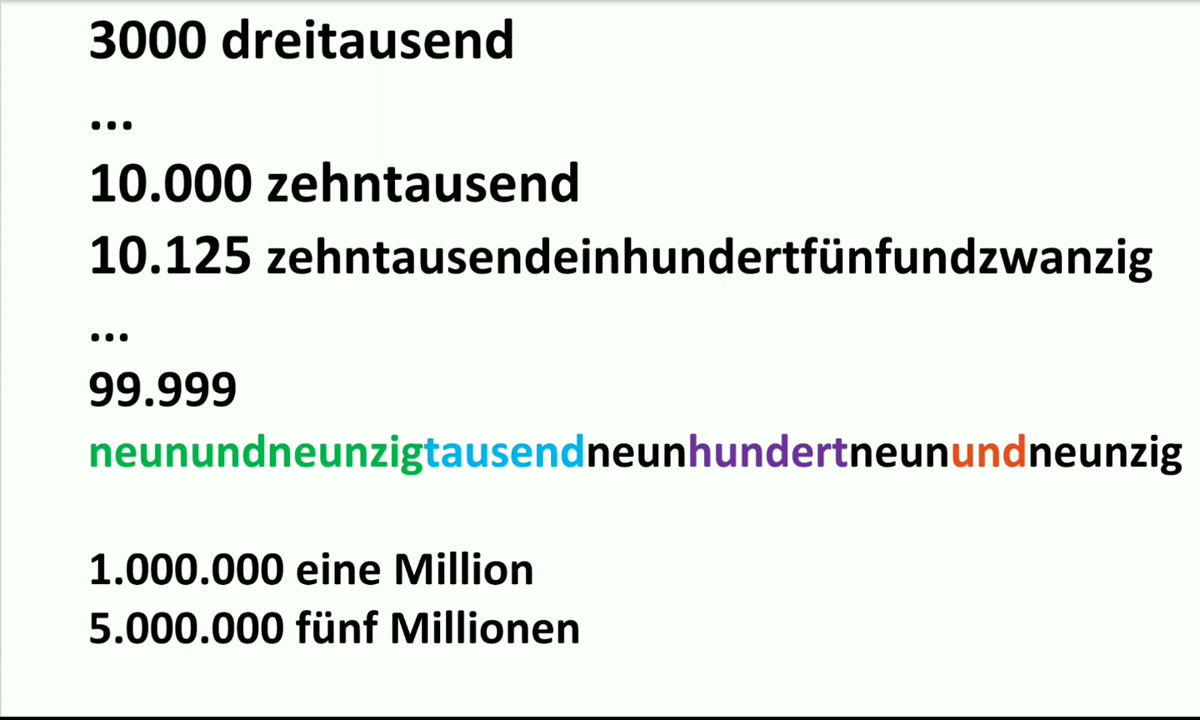 3000 dreitausend
...
10.000 zehntausend
10.125 zehntausendeinhundertfünfundzwanzig
...
99.999
neunundneunzigtausendneunhundertneunundneunzig
1.000.000 eine Million
5.000.000 fünf Millionen